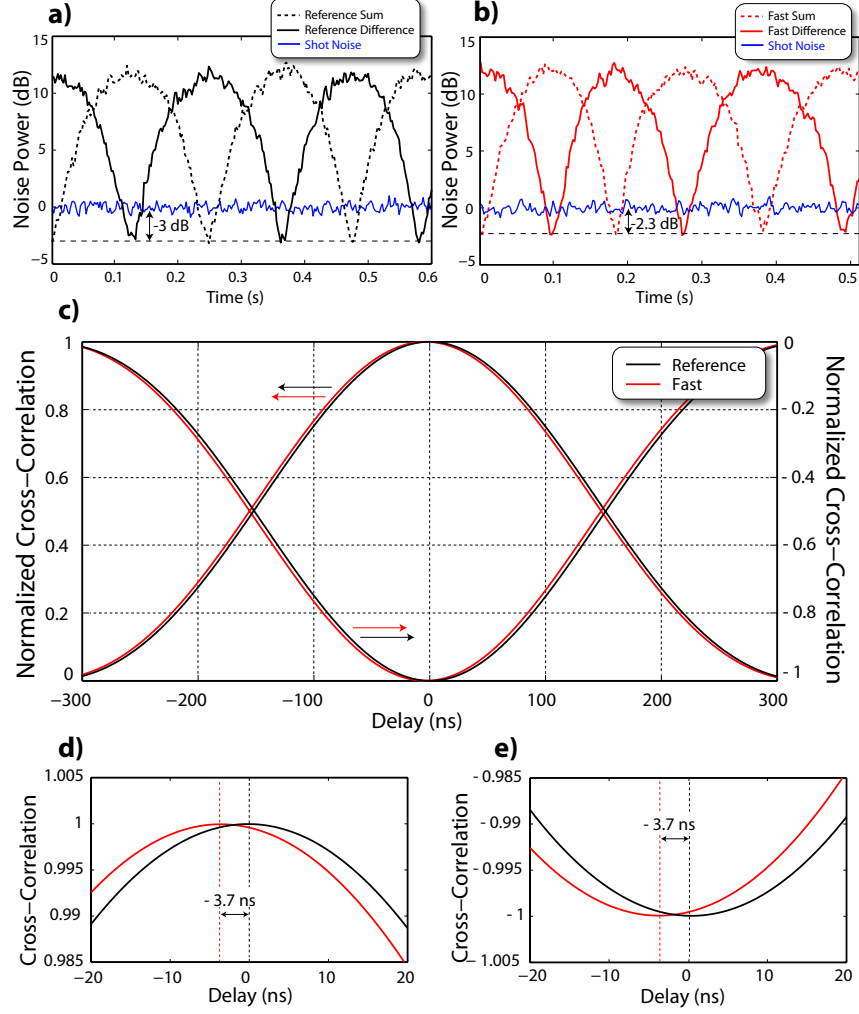 a)
Reference Sum
Reference Difference
Shot Noise
15
10
5
0
−5
Noise Power (dB)
-3 dB
0
0.1
0.2
0.3
0.4
0.5
0.6
Time (s)
b)
Fast Sum
Fast Difference
Shot Noise
15
10
5
0
−5
Noise Power (dB)
-2.3 dB
0
0.1
0.2
0.3
0.4
0.5
Time (s)
c)
Reference
Fast
1
0.8
0.6
0.4
0.2
0
Normalized Cross−Correlation
0
- 0.2
- 0.4
- 0.6
- 0.8
- 1
Normalized Cross−Correlation
−300
−200
−100
0
100
200
300
Delay (ns)
d)
1.005
1
0.995
0.99
0.985
Cross−Correlation
- 3.7 ns
−20
−10
0
10
20
Delay (ns)
e)
- 0.985
- 0.99
- 0.995
- 1
- 1.005
Cross−Correlation
- 3.7 ns
−20
−10
0
10
20
Delay (ns)